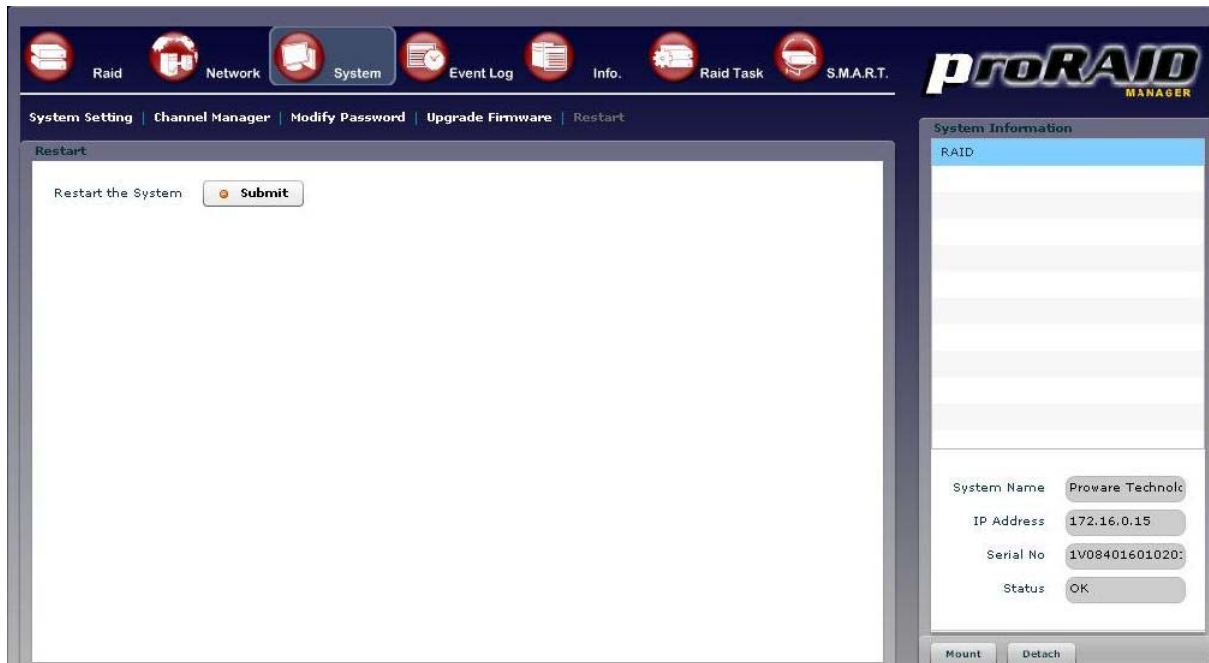 Raid Network System Event Log Info. Raid Task S.M.A.R.T.
proRAID
MANAGER
System Setting | Channel Manager | Modify Password | Upgrade Firmware | Restart
Restart
Restart the System Submit
System Information
RAID
System Name Proware Technolc
IP Address 172.16.0.15
Serial No 1V08401601020:
Status OK
Mount Detach